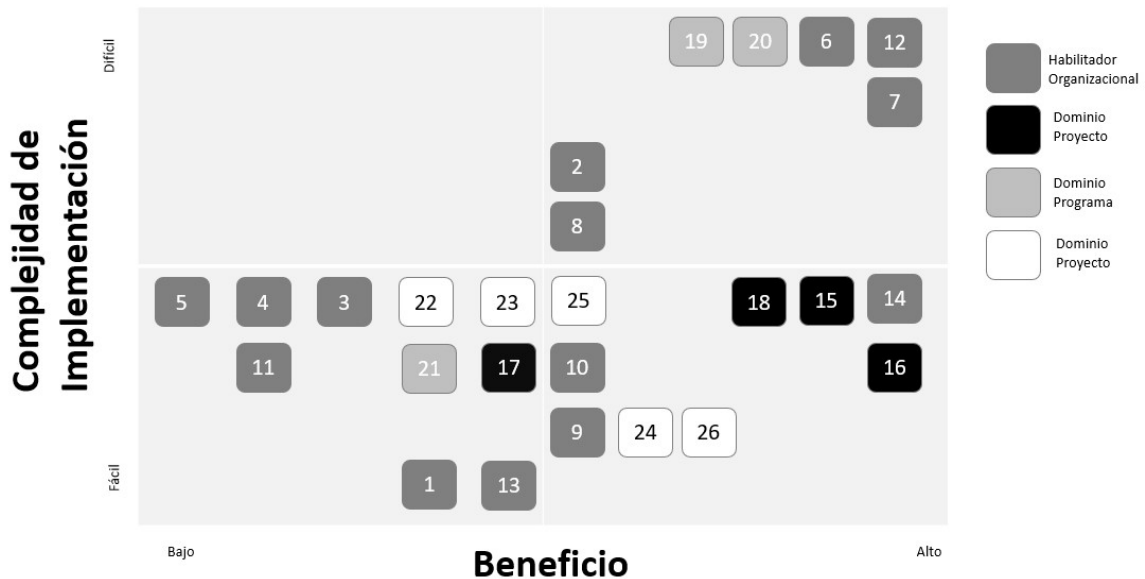 Difícil
Complejidad de
Implementación
Fácil
19 20 6 12
7
2
8
5 4 3 22 23 25 18 15 14
11 21 17 10 16
9 24 26
1 13
Bajo
Beneficio
Alto
Habilitador
Organizacional
Dominio
Proyecto
Dominio
Programa
Dominio
Proyecto